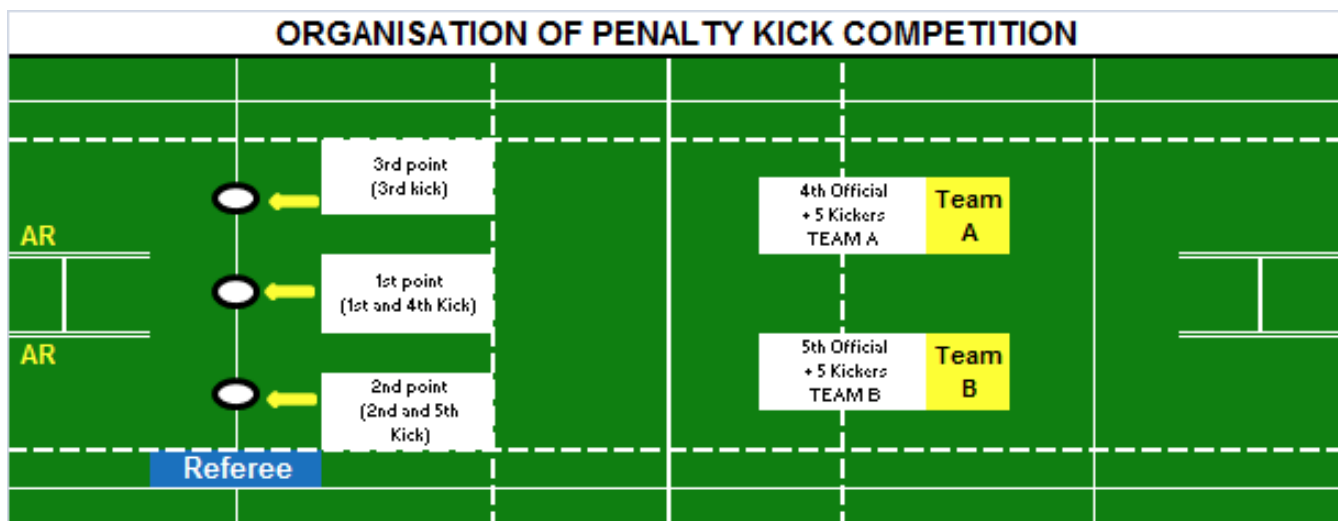 ORGANISATION OF PENALTY KICK COMPETITION
3rd point
(3rd kick)
4th Official
+ 5 Kickers
TEAM A
Team
A
AR
1st point
(1st and 4th Kick)
AR
5th Official
+ 5 Kickers
TEAM B
Team
B
2nd point
(2nd and 5th
Kick)
Referee